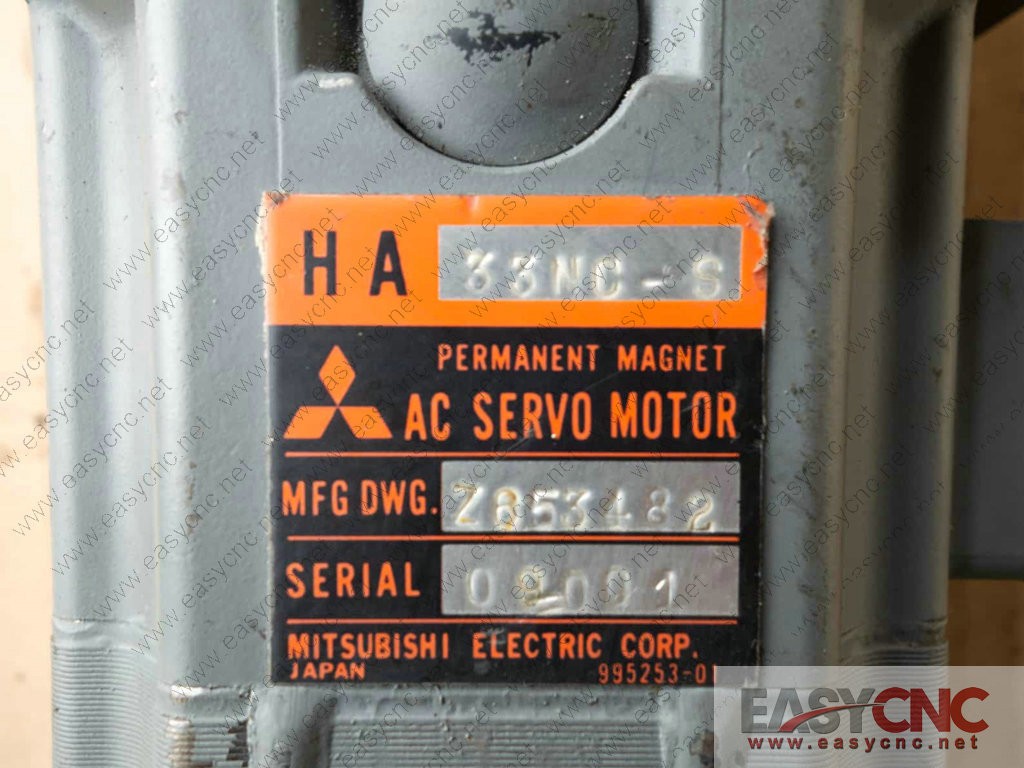 HA 33NC-S
PERMANENT MAGNET
AC SERVO MOTOR
MFG DWG. Z853482
SERIAL
MITSUBISHI ELECTRIC CORP.
JAPAN 995253-01
EASYCNC
www.easycnc.net